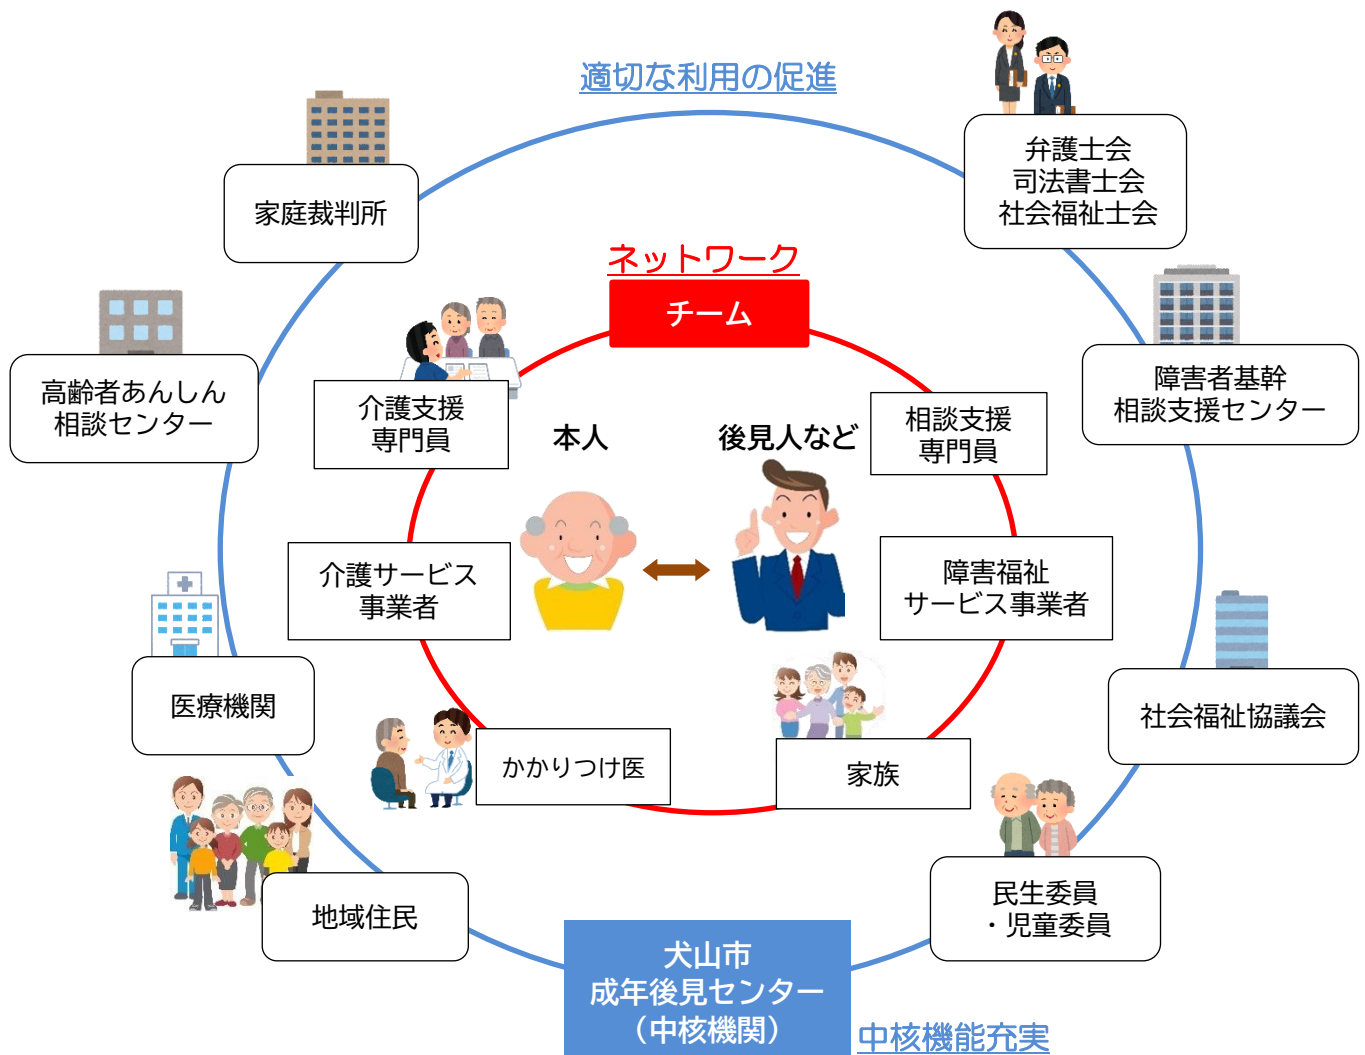 適切な利用の促進
弁護士会
司法書士会
社会福祉士会
家庭裁判所
ネットワーク
チーム
高齢者あんしん
相談センター
介護支援
専門員
本人
後見人など
相談支援
専門員
障害者基幹
相談支援センター
介護サービス
事業者
障害福祉
サービス事業者
医療機関
社会福祉協議会
かかりつけ医
家族
地域住民
民生委員
・児童委員
犬山市
成年後見センター
（中核機関）
中核機能充実